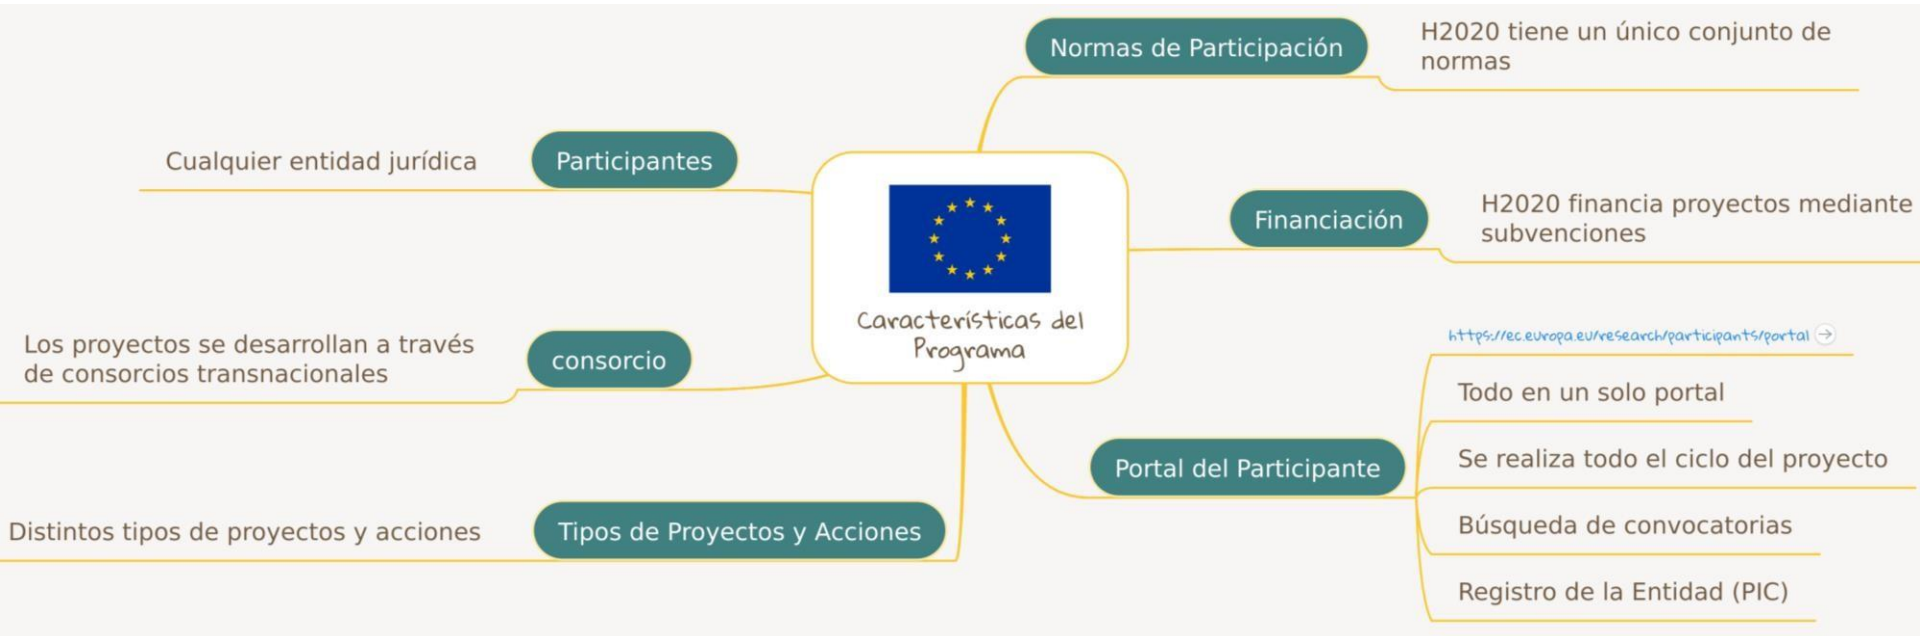 Normas de Participación
H2020 tiene un único conjunto de
normas
Cualquier entidad jurídica
Participantes
Financiación
H2020 financia proyectos mediante
subvenciones
Características del
Programa
Los proyectos se desarrollan a través
de consorcios transnacionales
consorcio
https://ec.europa.eu/research/participants/portal
Todo en un solo portal
Portal del Participante
Se realiza todo el ciclo del proyecto
Búsqueda de convocatorias
Registro de la Entidad (PIC)
Distintos tipos de proyectos y acciones
Tipos de Proyectos y Acciones